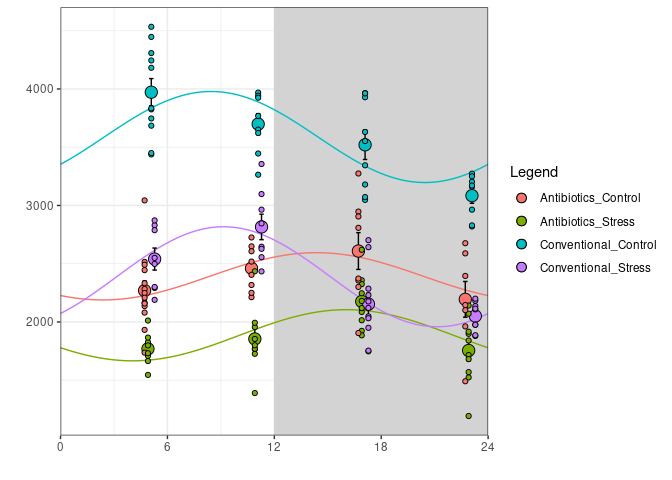 4000
3000
2000
0
6
12
18
24
Legend
Antibiotics_Control
Antibiotics_Stress
Conventional_Control
Conventional_Stress